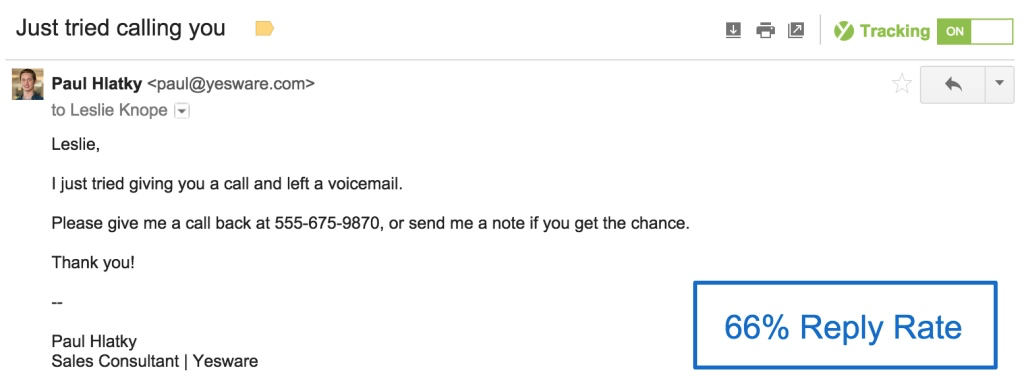 Just tried calling you
Tracking ON
Paul Hlatky <paul@yesware.com>
to Leslie Knope
Leslie,
I just tried giving you a call and left a voicemail.
Please give me a call back at 555-675-9870, or send me a note if you get the chance.
Thank you!
--
66% Reply Rate
Paul Hlatky
Sales Consultant | Yesware